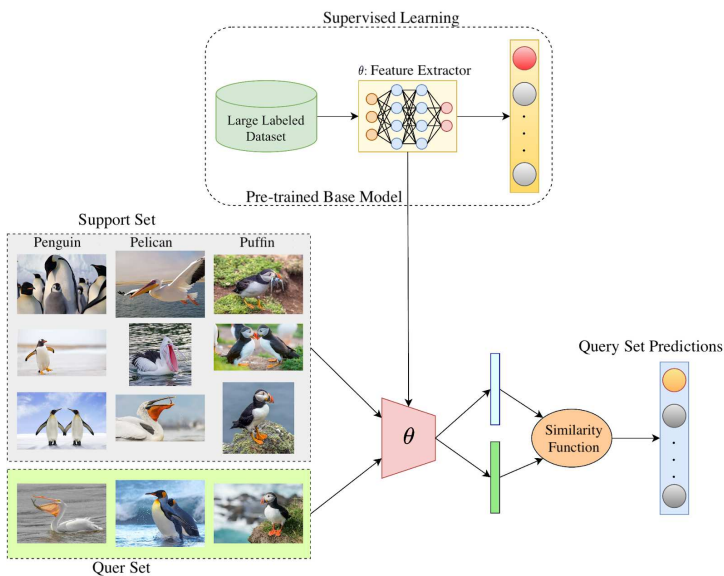 Supervised Learning
θ: Feature Extractor
Large Labeled
Dataset
Pre-trained Base Model
Support Set
Penguin
Pelican
Puffin
Query Set Predictions
θ
Similarity
Function
Quer Set